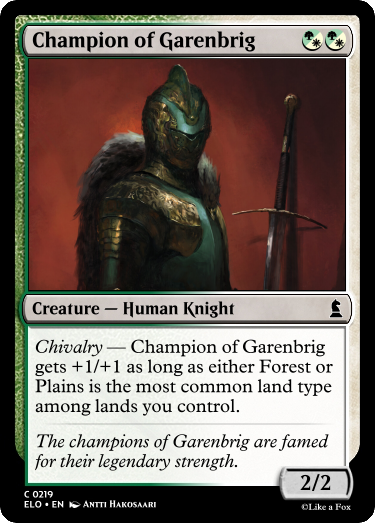 Champion of Garenbrig
Creature — Human Knight
Chivalry — Champion of Garenbrig
gets +1/+1 as long as either Forest or
Plains is the most common land type
among lands you control.
The champions of Garenbrig are famed
for their legendary strength.
2/2
C 0219
ELO • EN Antti Hakosaari
©Like a Fox